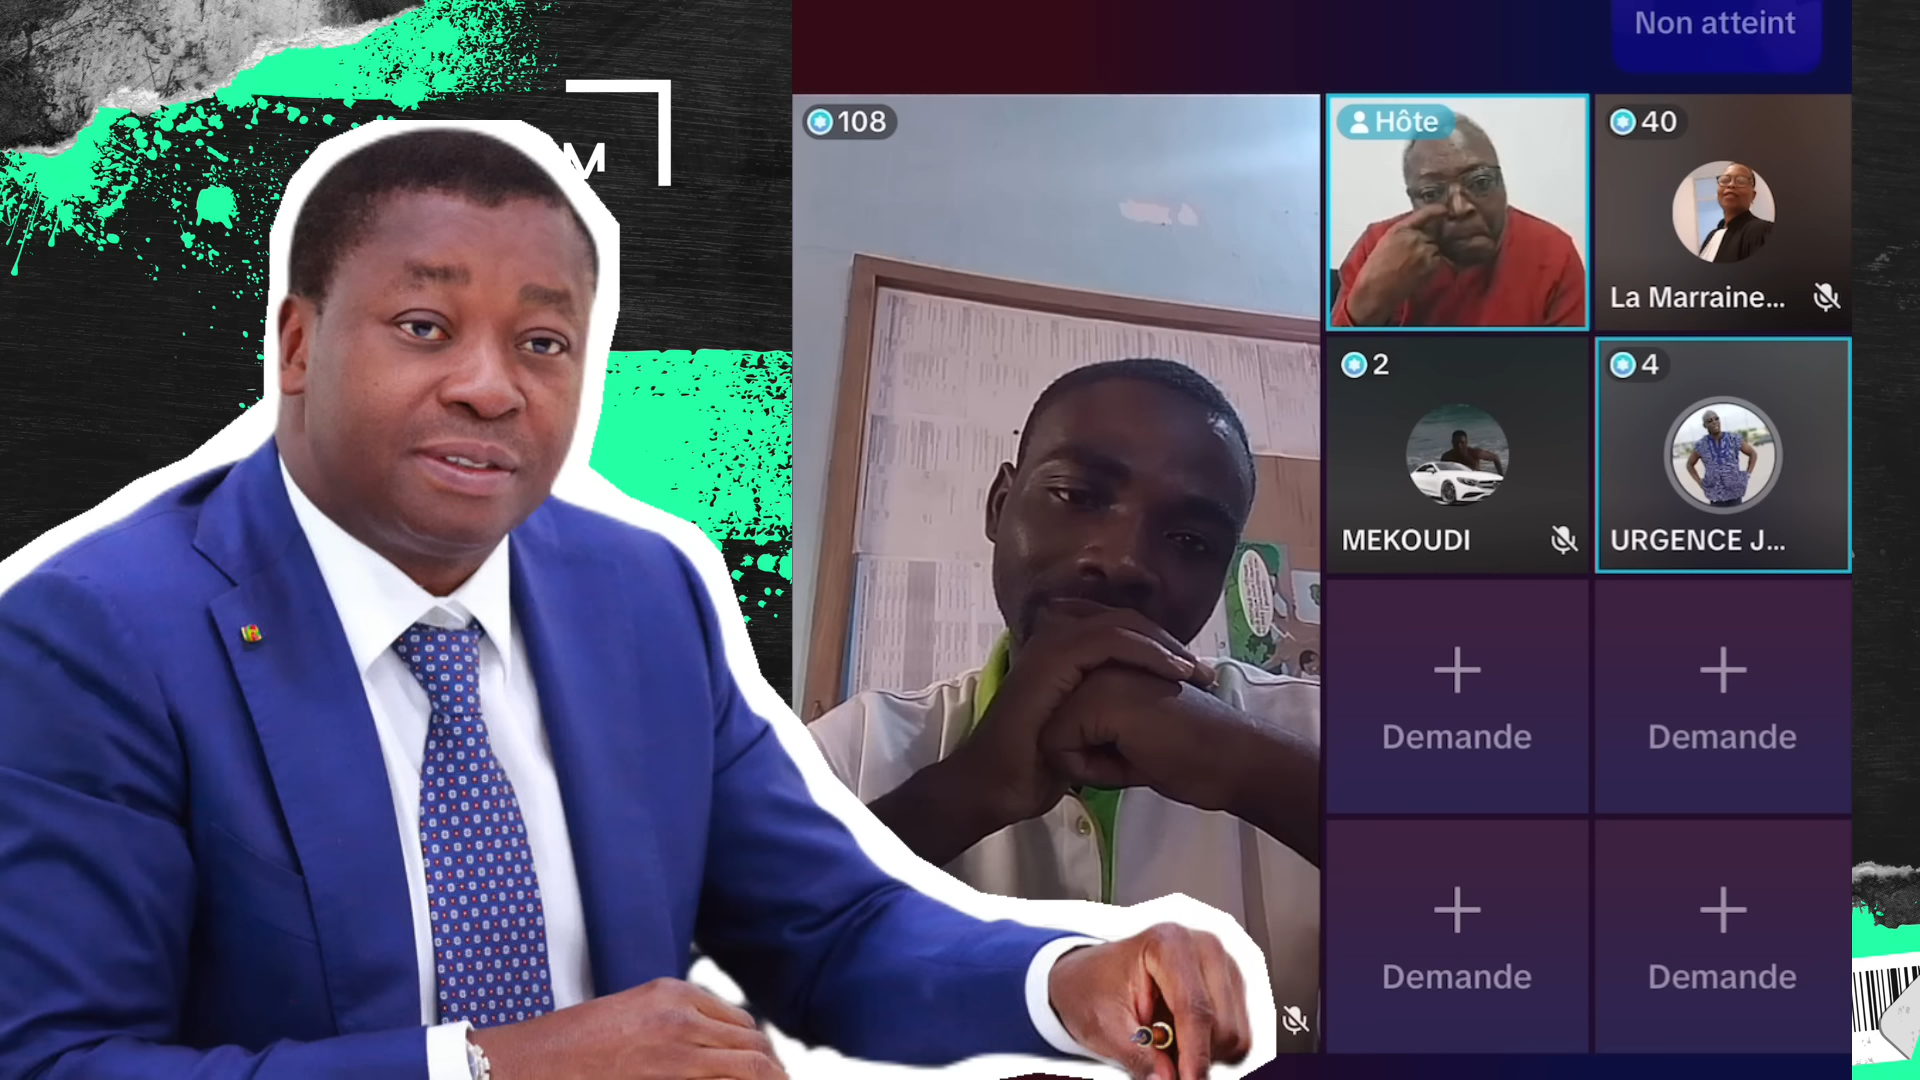 M
Non atteint
108
Hôte
40
La Marraine...
2
4
MEKOUDI
URGENCE J...
Demande
Demande
Demande
Demande